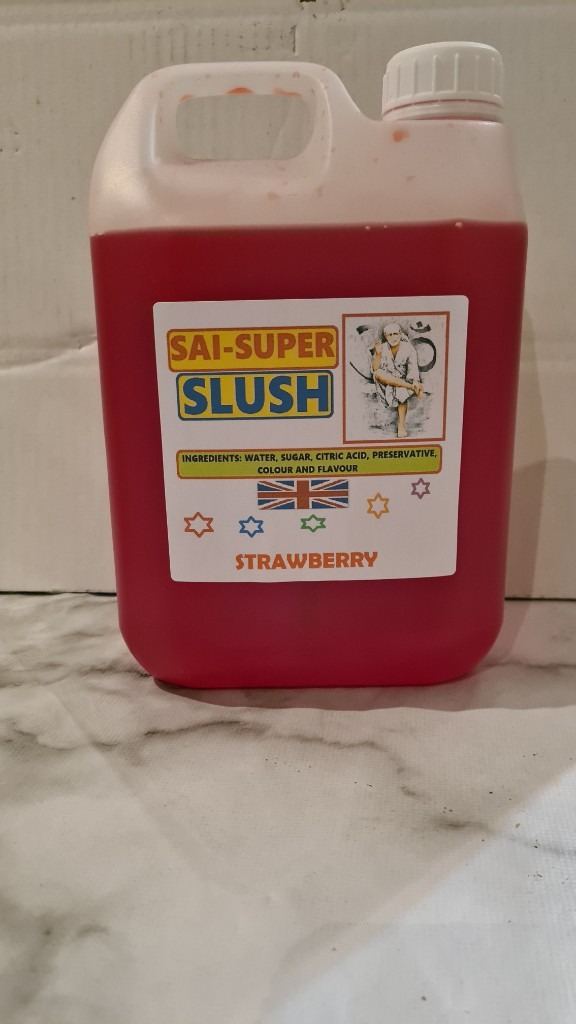 SAI-SUPER
SLUSH
INGREDIENTS: WATER, SUGAR, CITRIC ACID, PRESERVATIVE,
COLOUR AND FLAVOUR
STRAWBERRY